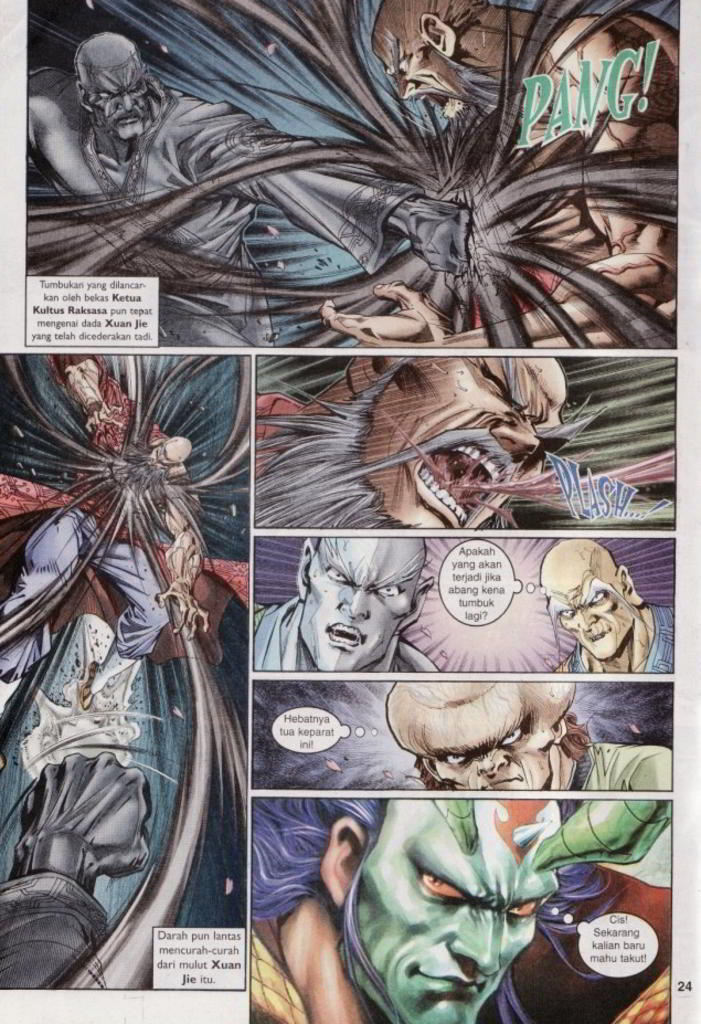 PANG!
Tumbukan yang dilancar-
kan oleh bekas Ketua
Kultus Raksasa pun tepat
mengenai dada Xuan Jie
yang telah dicederakan tadi.
PLASH...!
Apakah
yang akan
terjadi jika
abang kena
tumbuk
lagi?
Hebatnya
tua keparat
ini!
Darah pun lantas
mencurah-curah
dari mulut Xuan
Jie itu.
Cis!
Sekarang
kalian baru
mahu takut!
24